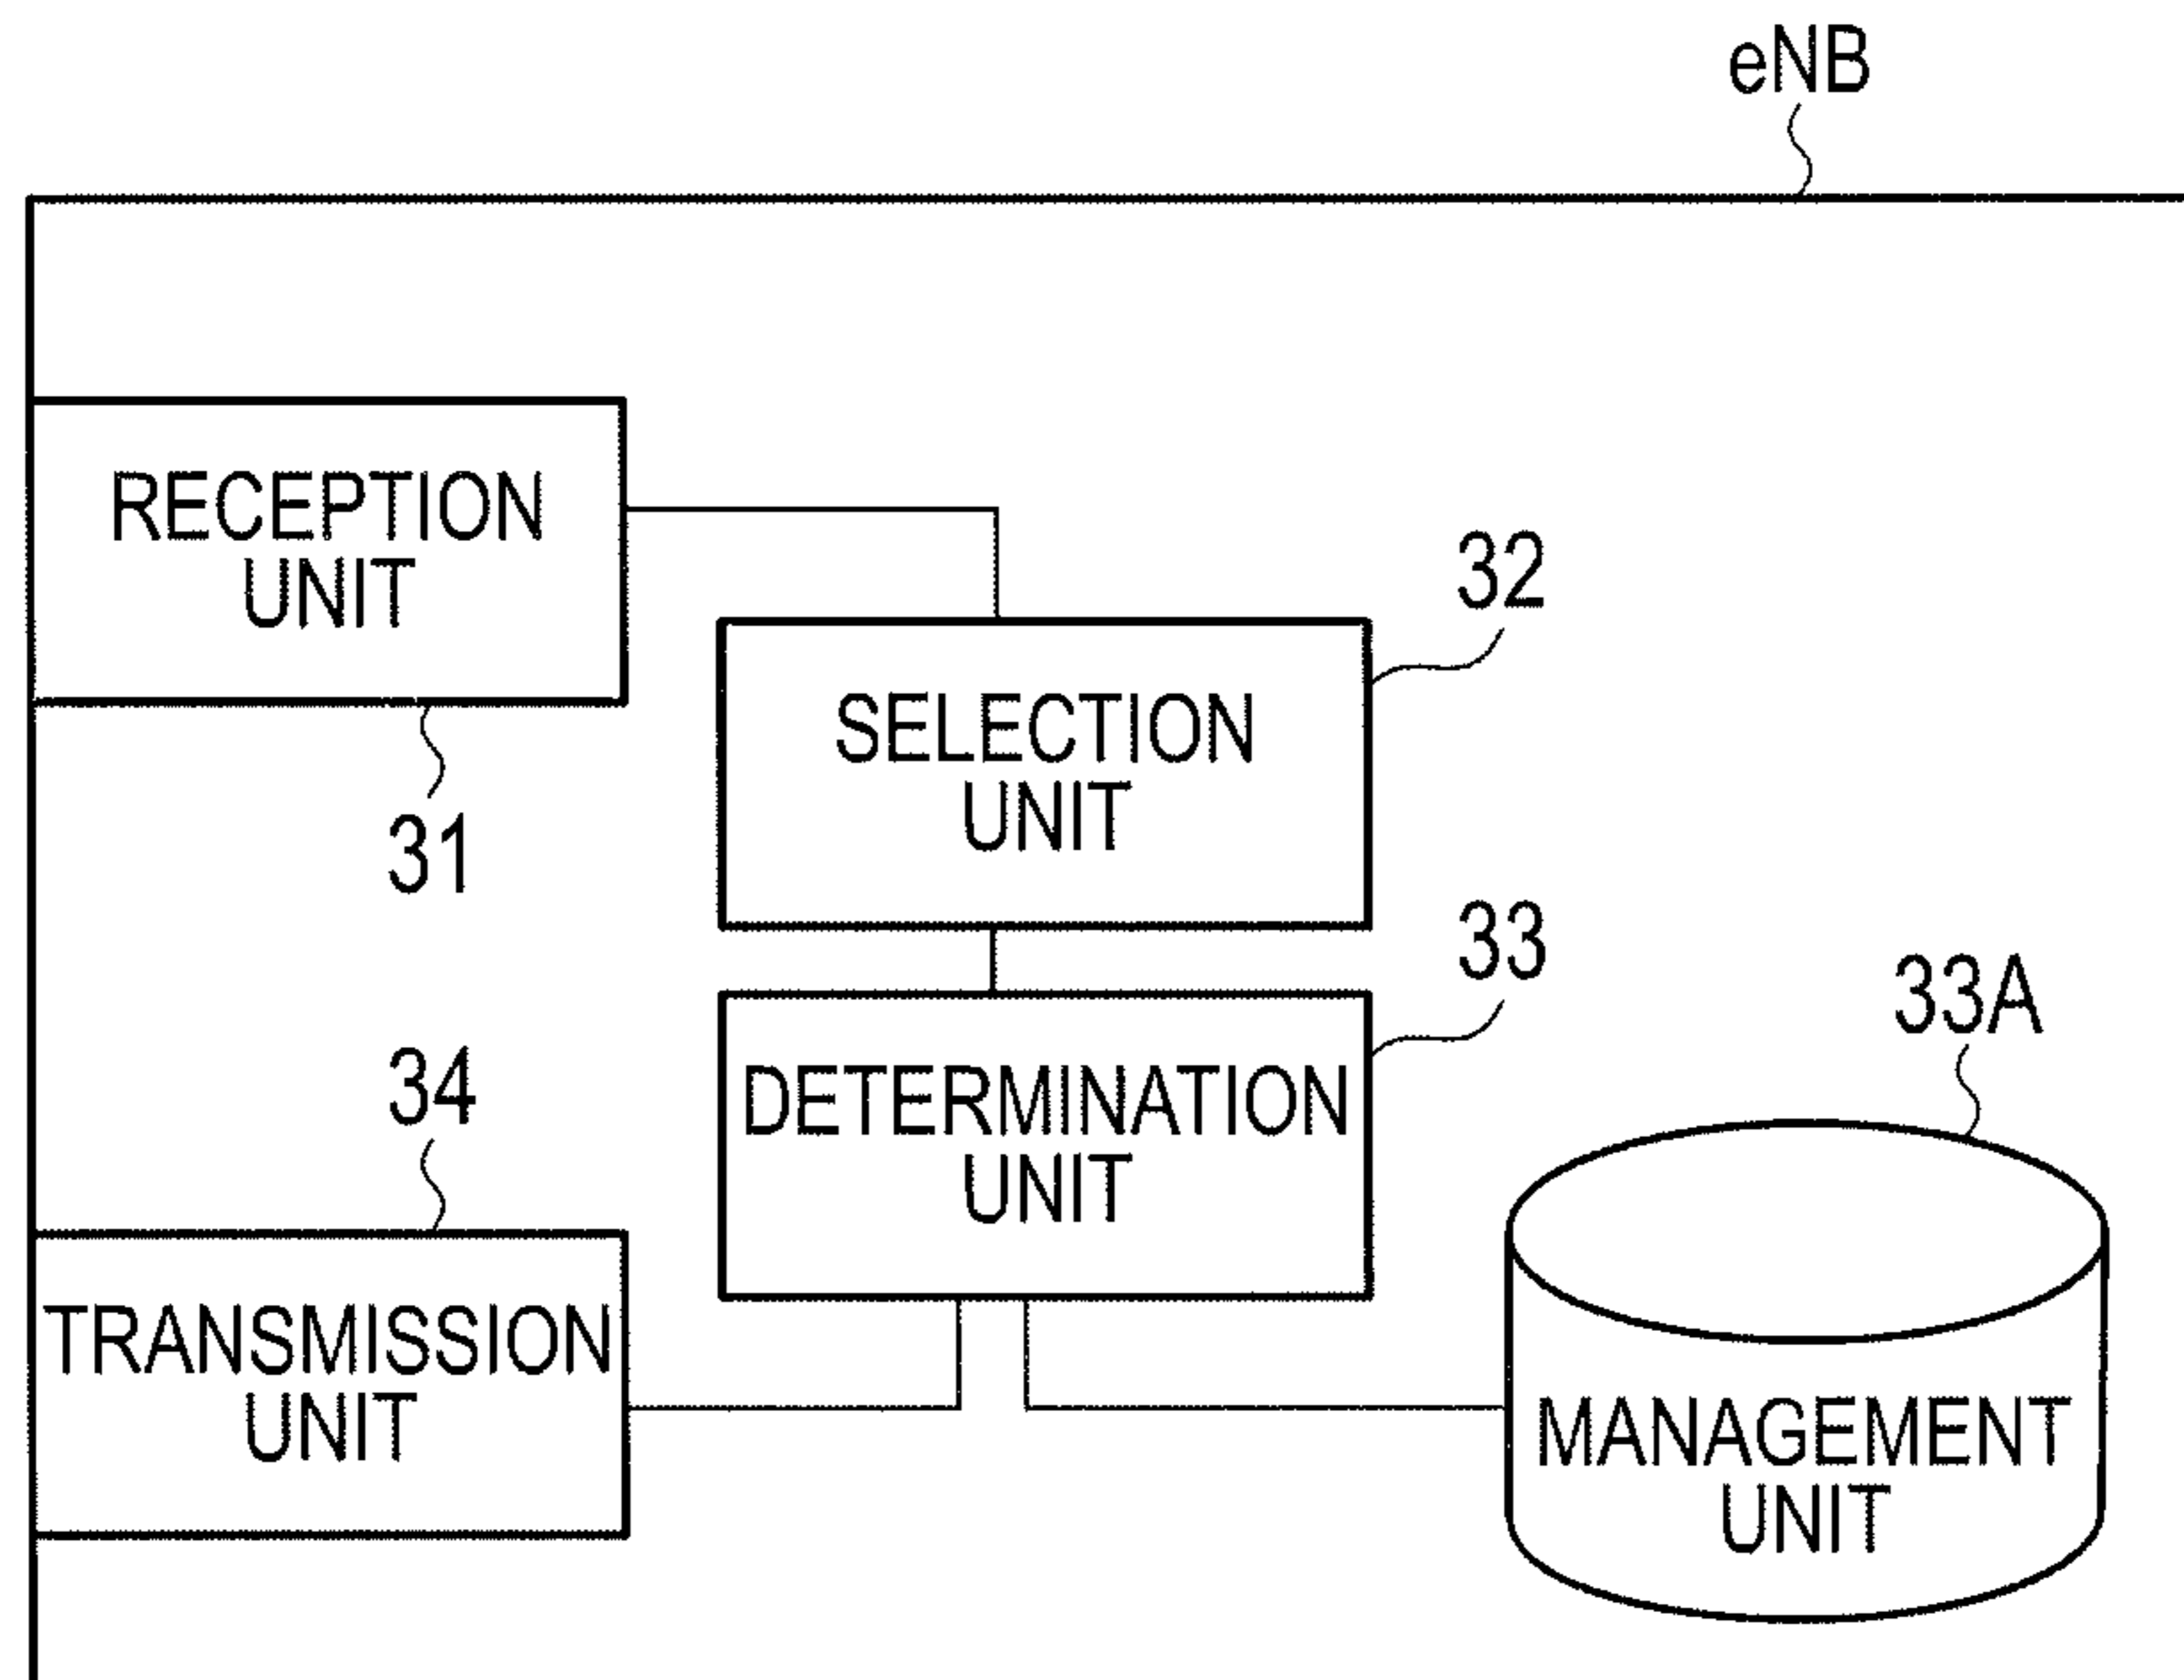 eNB
RECEPTION
UNIT
31
32
SELECTION
UNIT
33
DETERMINATION
UNIT
33A
34
TRANSMISSION
UNIT
MANAGEMENT
UNIT